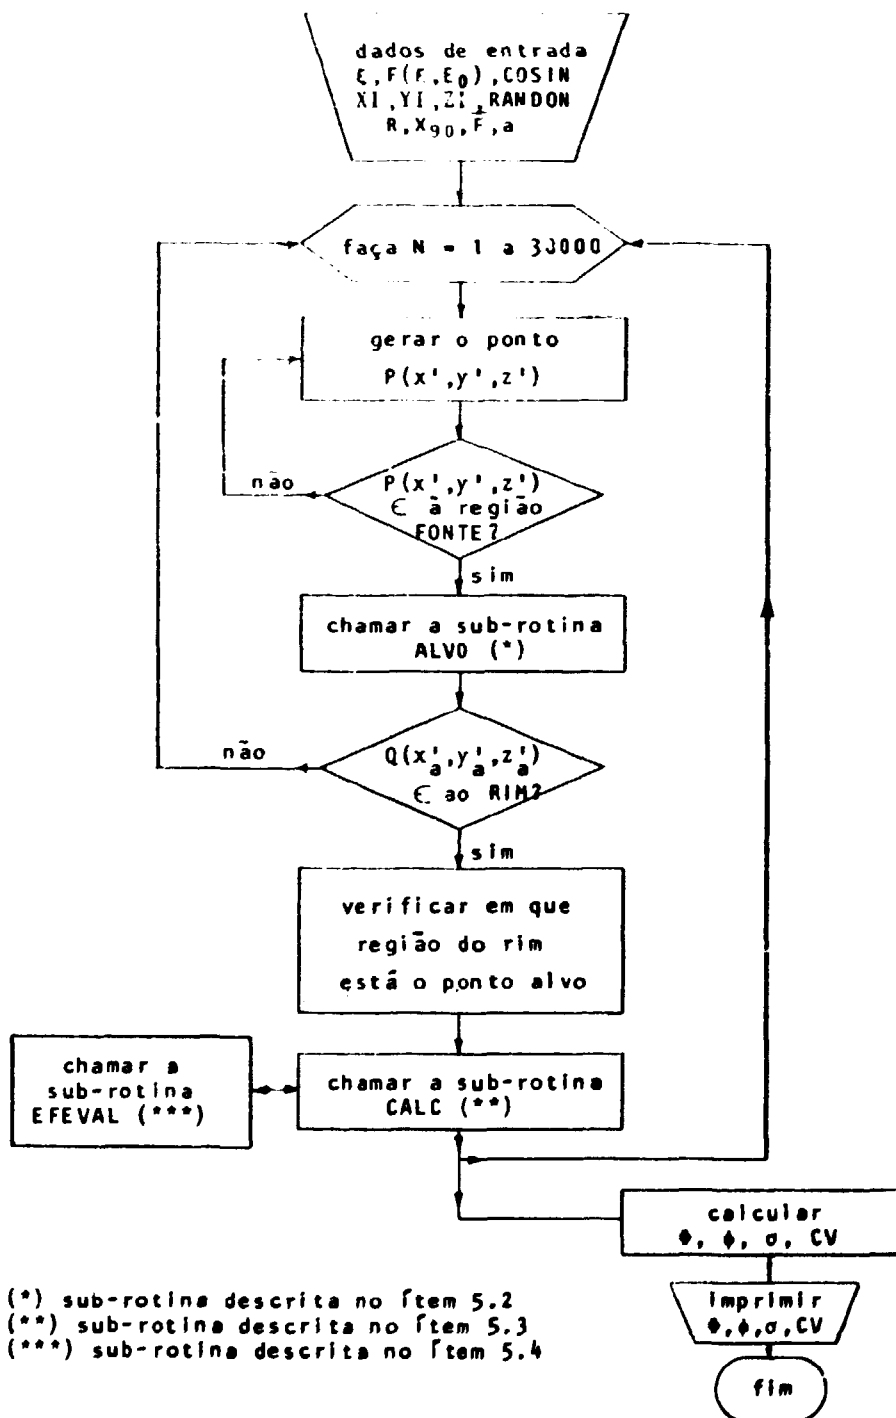 dados de entrada
E, F(E,E₀), COSIN
XI, YI, ZI, RANDON
R, X₉₀, F̄, a
faça N = 1 a 30000
gerar o ponto
P(x',y',z')
não
P(x',y',z')
∈ à região
FONTE?
sim
chamar a sub-rotina
ALVO (*)
não
Q(x'a,y'a,z'a)
∈ ao RIM?
sim
verificar em que
região do rim
está o ponto alvo
chamar a
sub-rotina
EFEVAL (***)
chamar a sub-rotina
CALC (**)
calcular
Φ, ϕ, σ, CV
(*) sub-rotina descrita no ítem 5.2
(**) sub-rotina descrita no ítem 5.3
(***) sub-rotina descrita no ítem 5.4
imprimir
Φ,ϕ,σ,CV
fim